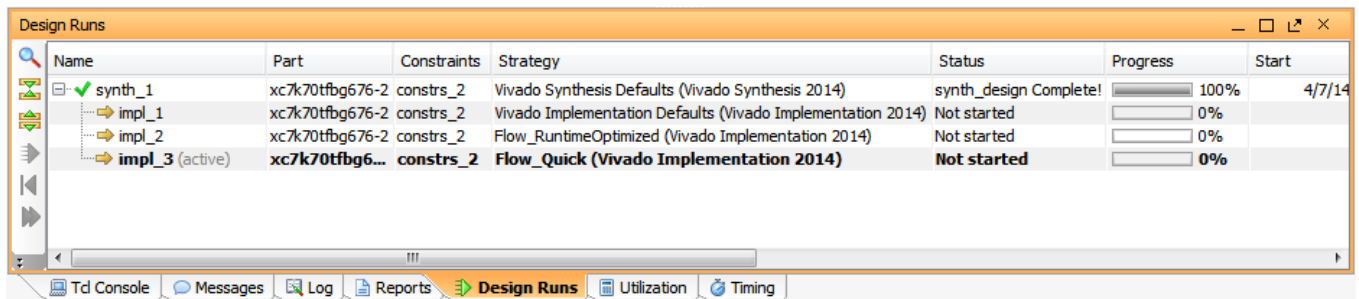 Design Runs
Name Part Constraints Strategy Status Progress Start
synth_1 xc7k70tfbg676-2 constrs_2 Vivado Synthesis Defaults (Vivado Synthesis 2014) synth_design Complete! 100% 4/7/14
impl_1 xc7k70tfbg676-2 constrs_2 Vivado Implementation Defaults (Vivado Implementation 2014) Not started 0%
impl_2 xc7k70tfbg676-2 constrs_2 Flow_RuntimeOptimized (Vivado Implementation 2014) Not started 0%
impl_3 (active) xc7k70tfbg6... constrs_2 Flow_Quick (Vivado Implementation 2014) Not started 0%
Tcl Console Messages Log Reports Design Runs Utilization Timing